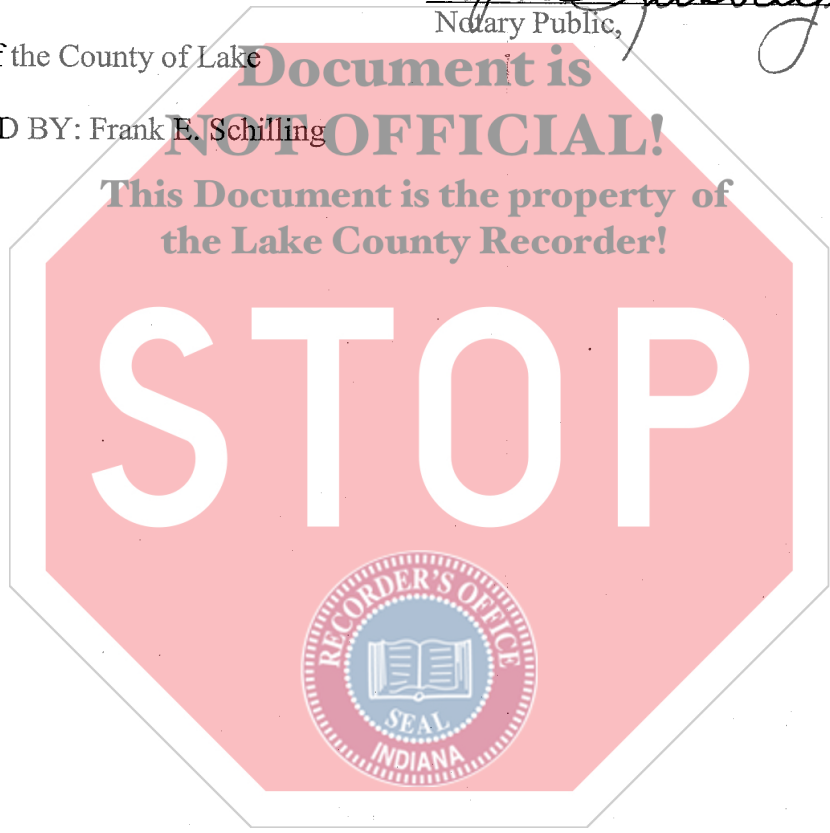 Notary Public,
f the County of Lake
Document is
D BY: Frank E. Schilling
NOT OFFICIAL!
This Document is the property of
the Lake County Recorder!
STOP
RECORDER'S OFFICE
SEAL
INDIANA